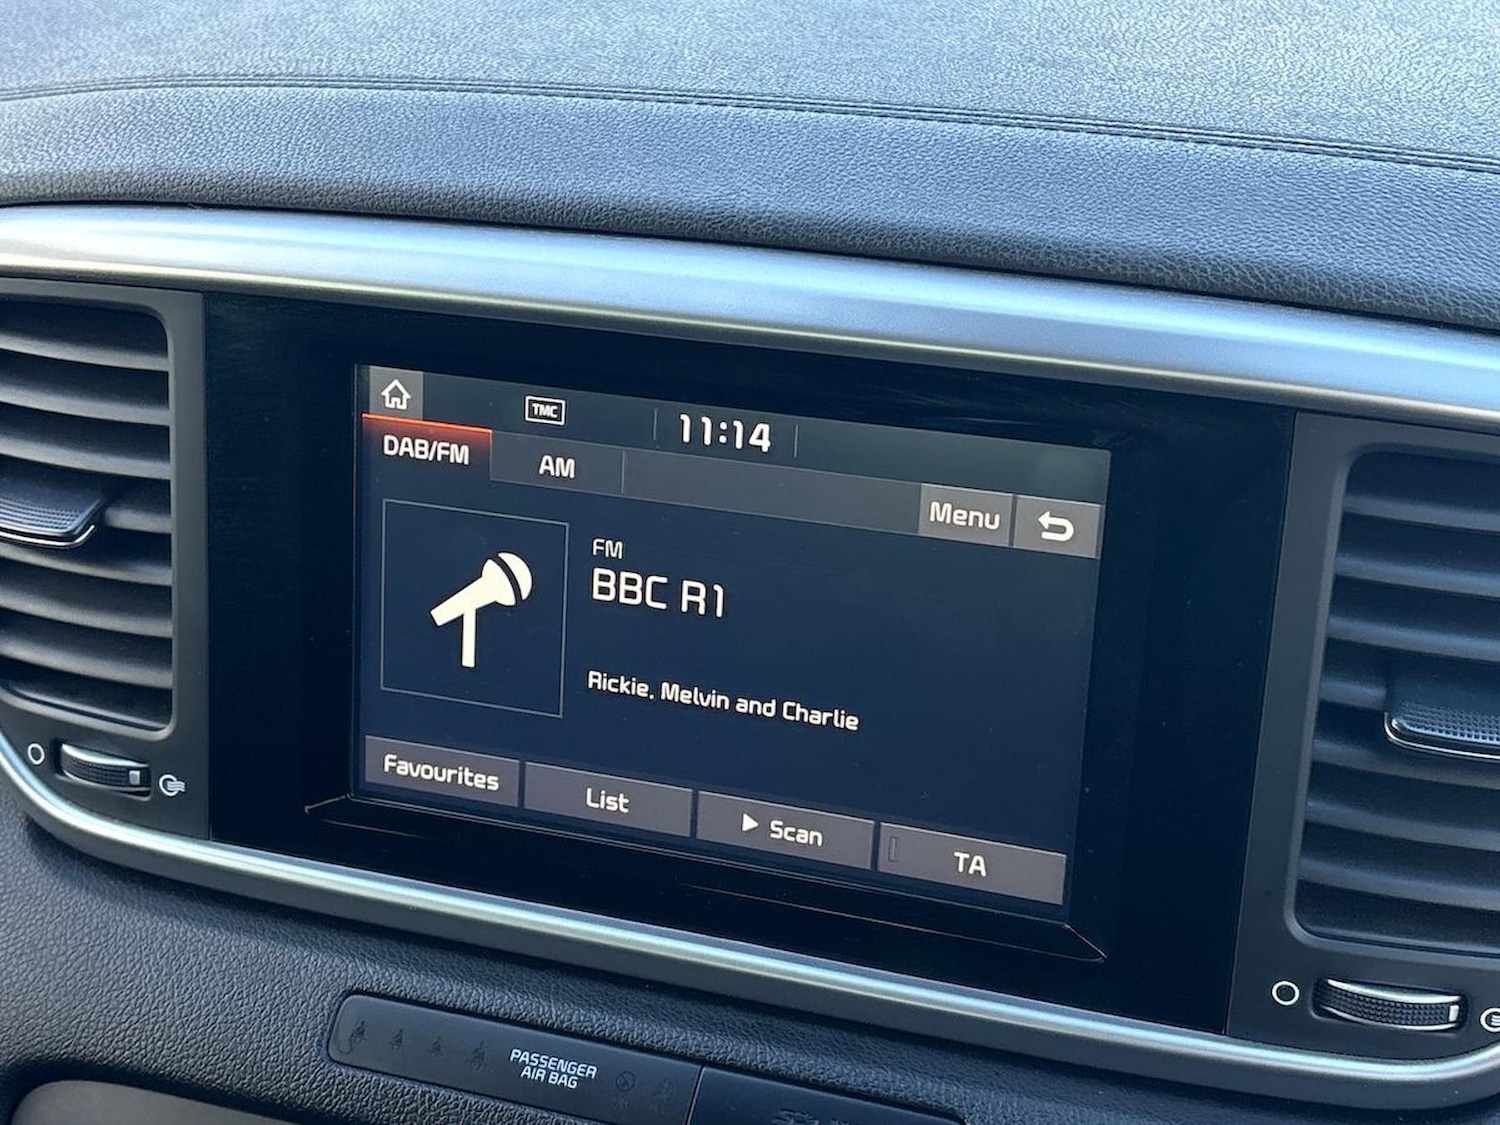 TMC
11:14
DAB/FM
AM
Menu
FM
BBC R1
Rickie, Melvin and Charlie
Favourites
List
Scan
TA
PASSENGER
AIR BAG